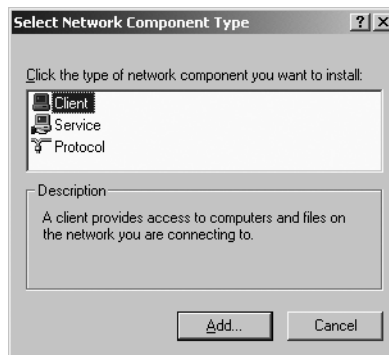 Select Network Component Type
? X
Click the type of network component you want to install:
Client
Service
Protocol
Description
A client provides access to computers and files on
the network you are connecting to.
Add...
Cancel